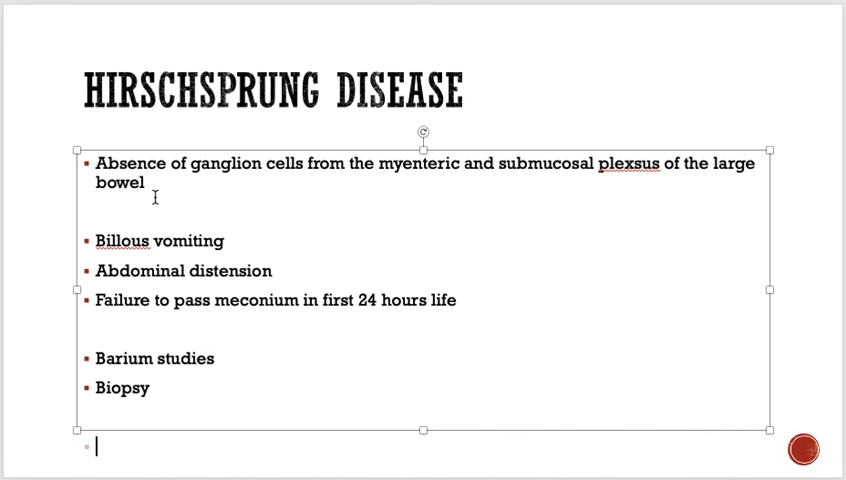 HIRSCHSPRUNG DISEASE
Absence of ganglion cells from the myenteric and submucosal plexsus of the large
bowel
Billous vomiting
Abdominal distension
Failure to pass meconium in first 24 hours life
Barium studies
Biopsy